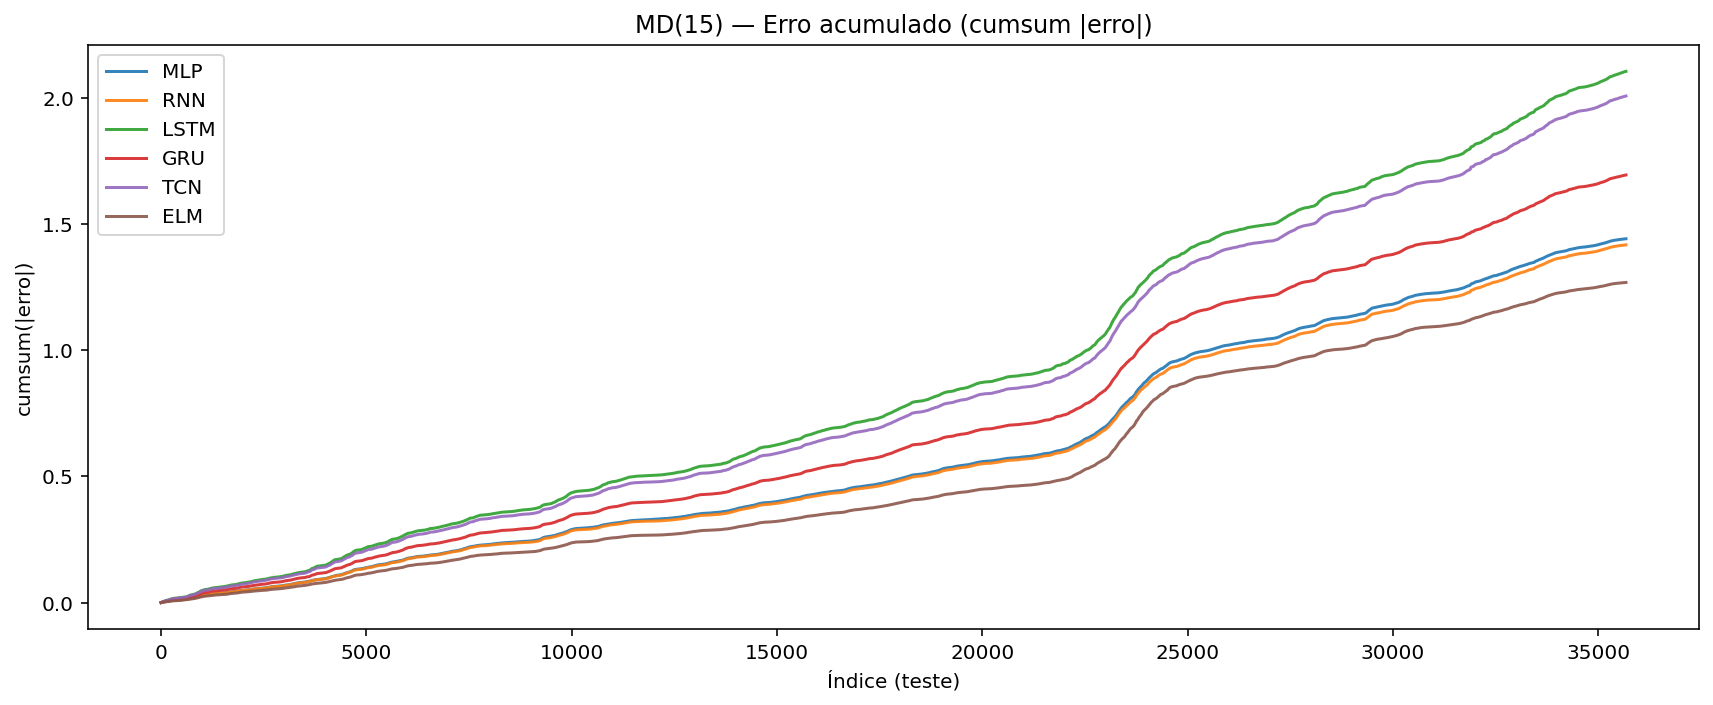 MD(15) — Erro acumulado (cumsum |erro|)
MLP
RNN
LSTM
GRU
TCN
ELM
cumsum(|erro|)
2.0
1.5
1.0
0.5
0.0
0 5000 10000 15000 20000 25000 30000 35000
Índice (teste)